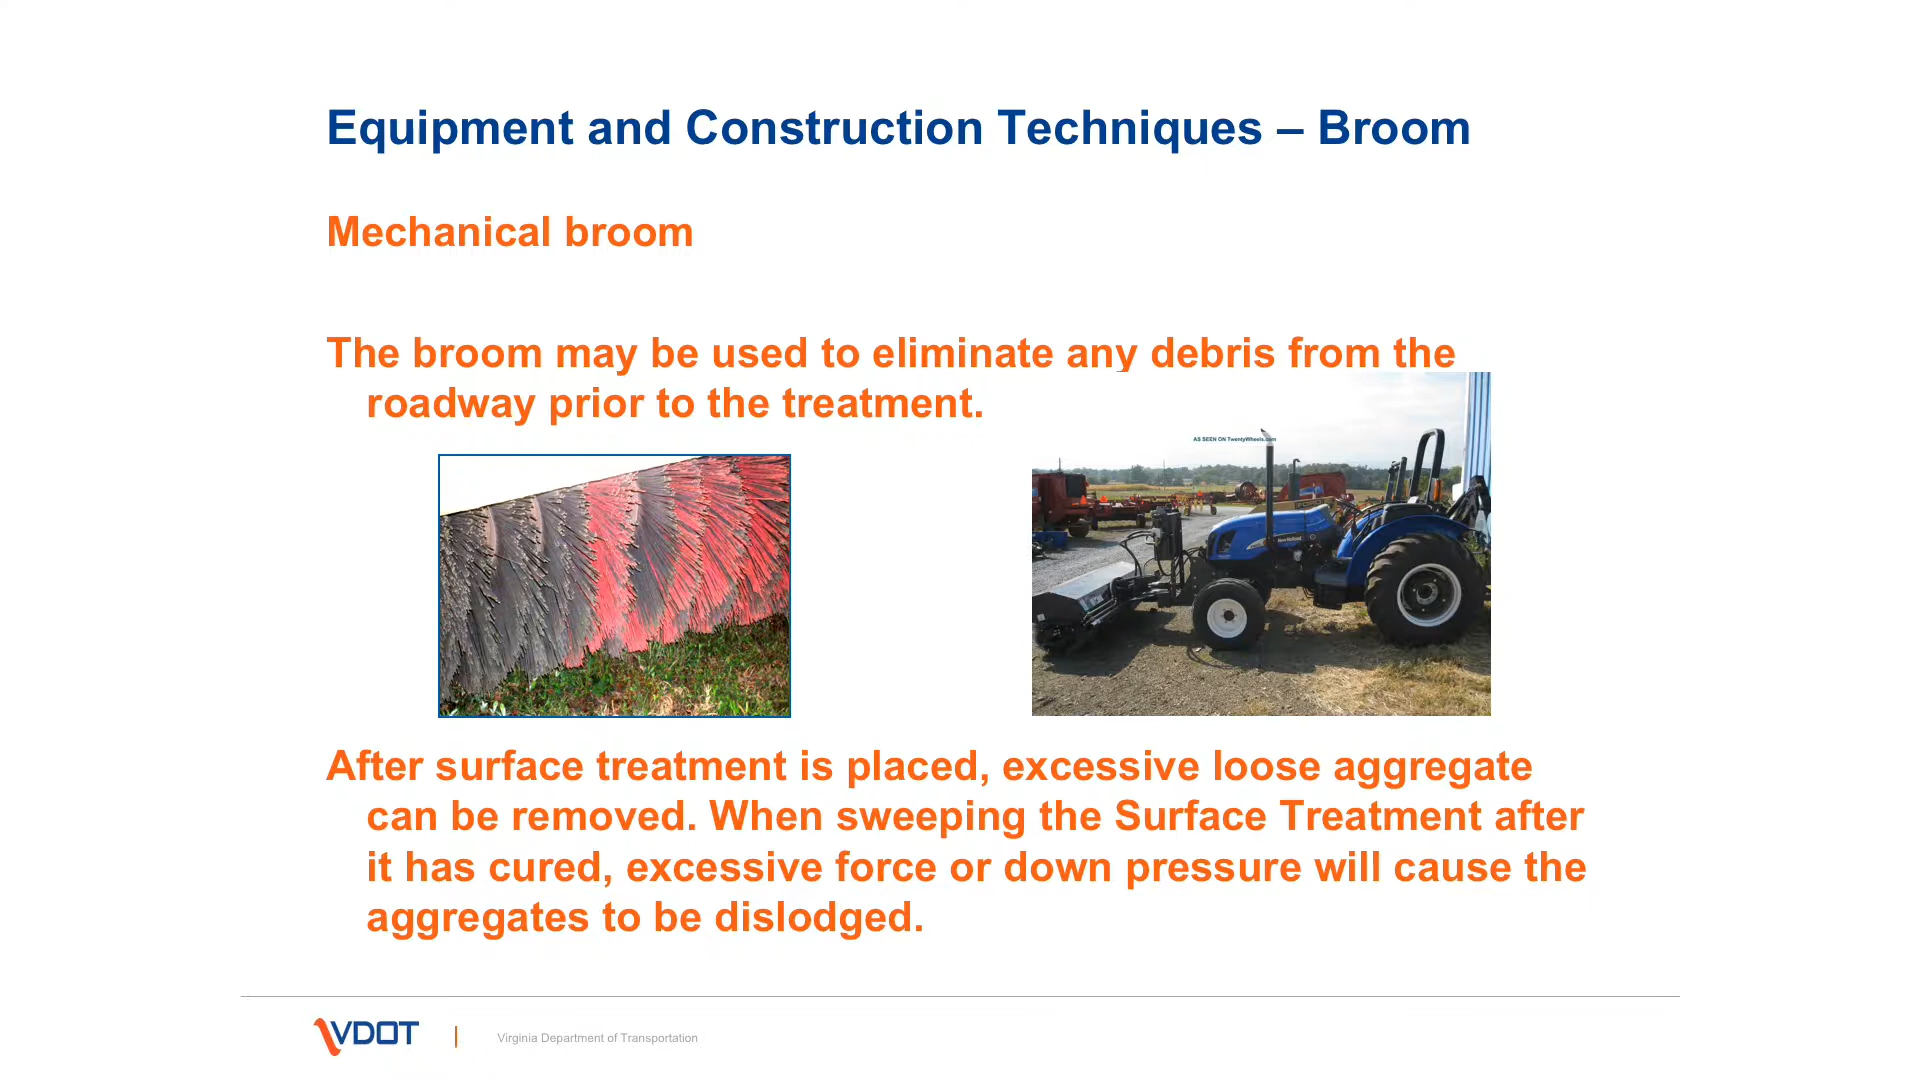 Equipment and Construction Techniques – Broom
Mechanical broom
The broom may be used to eliminate any debris from the
roadway prior to the treatment.
AS SEEN ON TwentyWheels.com
New Holland
After surface treatment is placed, excessive loose aggregate
can be removed. When sweeping the Surface Treatment after
it has cured, excessive force or down pressure will cause the
aggregates to be dislodged.
VDOT
Virginia Department of Transportation